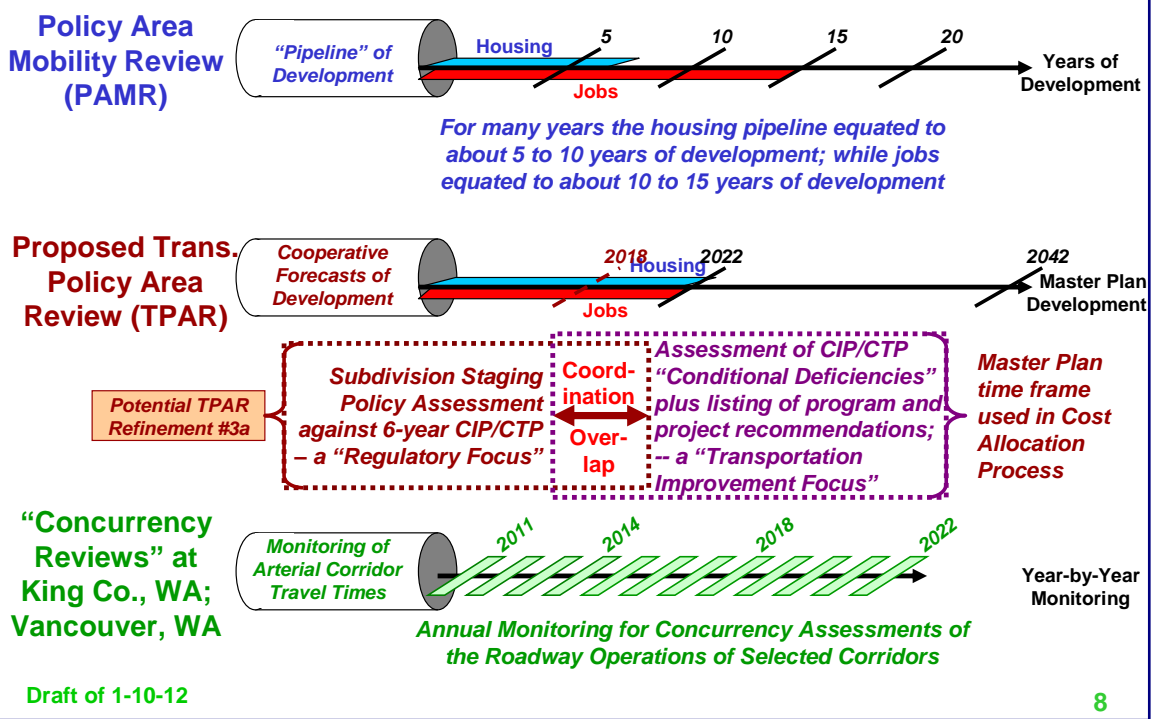 Policy Area
Mobility Review
(PAMR)
“Pipeline” of
Development
Housing
5
10
15
20
Jobs
Years of
Development
For many years the housing pipeline equated to
about 5 to 10 years of development; while jobs
equated to about 10 to 15 years of development
Proposed Trans.
Policy Area
Review (TPAR)
Cooperative
Forecasts of
Development
2018
Housing
2022
2042
Jobs
Master Plan
Development
Potential TPAR
Refinement #3a
Subdivision Staging
Policy Assessment
against 6-year CIP/CTP
– a “Regulatory Focus”
Coord-
ination
Over-
lap
Assessment of CIP/CTP
“Conditional Deficiencies”
plus listing of program and
project recommendations;
-- a “Transportation
Improvement Focus”
Master Plan
time frame
used in Cost
Allocation
Process
“Concurrency
Reviews” at
King Co., WA;
Vancouver, WA
Monitoring of
Arterial Corridor
Travel Times
2011
2014
2018
2022
Year-by-Year
Monitoring
Annual Monitoring for Concurrency Assessments of
the Roadway Operations of Selected Corridors
Draft of 1-10-12
8